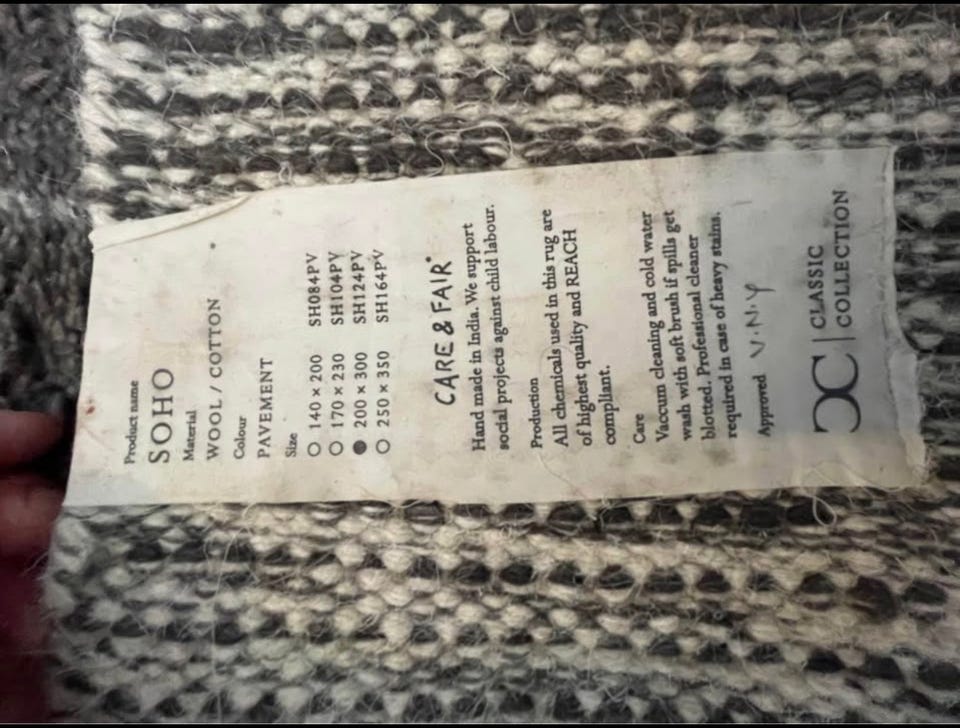 Product name
SOHO
Material
WOOL / COTTON
Colour
PAVEMENT
Size
○ 140 × 200 SH084PV
○ 170 × 230 SH104PV
● 200 × 300 SH124PV
○ 250 × 350 SH164PV
CARE & FAIR
Hand made in India. We support
social projects against child labour.
Production
All chemicals used in this rug are
of highest quality and REACH
compliant.
Care
Vaccum cleaning and cold water
wash with soft brush if spills get
blotted. Professional cleaner
required in case of heavy stains.
Approved V.N.Y
CC | CLASSIC
COLLECTION